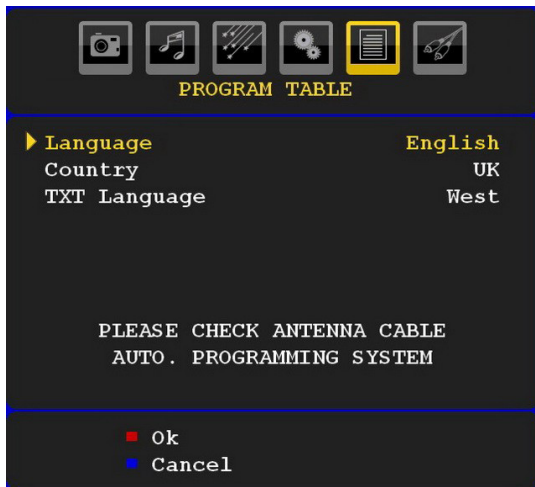 PROGRAM TABLE
Language English
Country UK
TXT Language West
PLEASE CHECK ANTENNA CABLE
AUTO. PROGRAMMING SYSTEM
Ok
Cancel